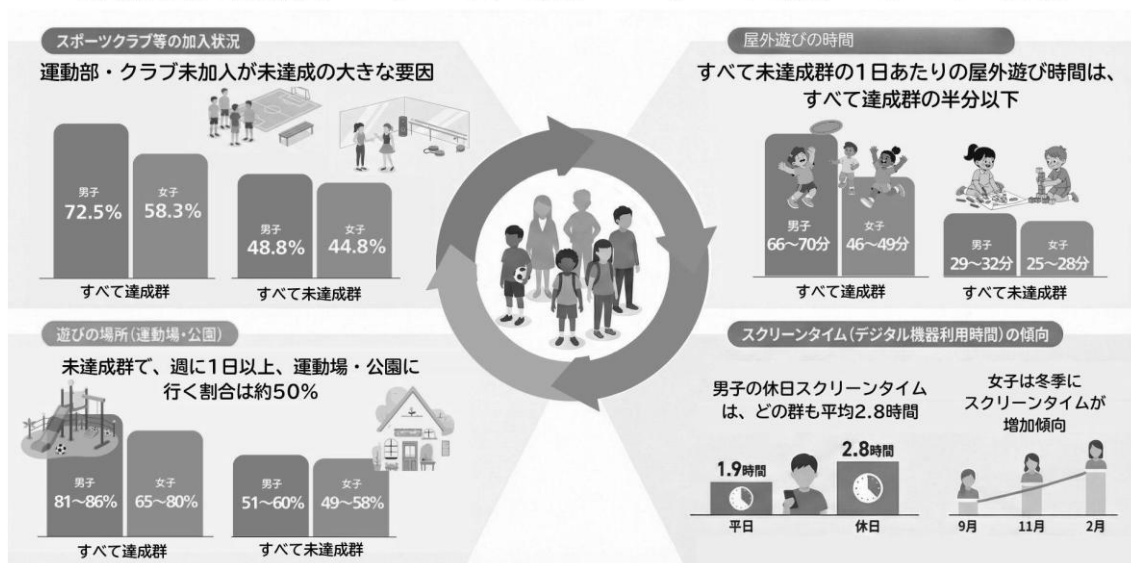 スポーツクラブ等の加入状況
運動部・クラブ未加入が未達成の大きな要因
男子
72.5%
女子
58.3%
男子
48.8%
女子
44.8%
すべて達成群
すべて未達成群
屋外遊びの時間
すべて未達成群の1日あたりの屋外遊び時間は、
すべて達成群の半分以下
男子
66~70分
女子
46~49分
男子
29~32分
女子
25~28分
すべて達成群
すべて未達成群
遊びの場所(運動場・公園)
未達成群で、週に1日以上、運動場・公園に
行く割合は約50%
男子
81~86%
女子
65~80%
男子
51~60%
女子
49~58%
すべて達成群
すべて未達成群
スクリーンタイム(デジタル機器利用時間)の傾向
男子の休日スクリーンタイム
は、どの群も平均2.8時間
1.9時間
2.8時間
平日
休日
女子は冬季に
スクリーンタイムが
増加傾向
9月
11月
2月